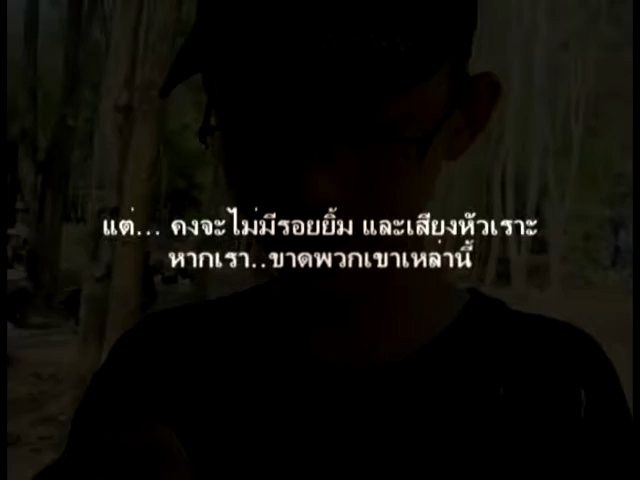 แต่... คงจะไม่มีรอยยิ้ม และเสียงหัวเราะ
หากเรา..ขาดพวกเขาเหล่านี้